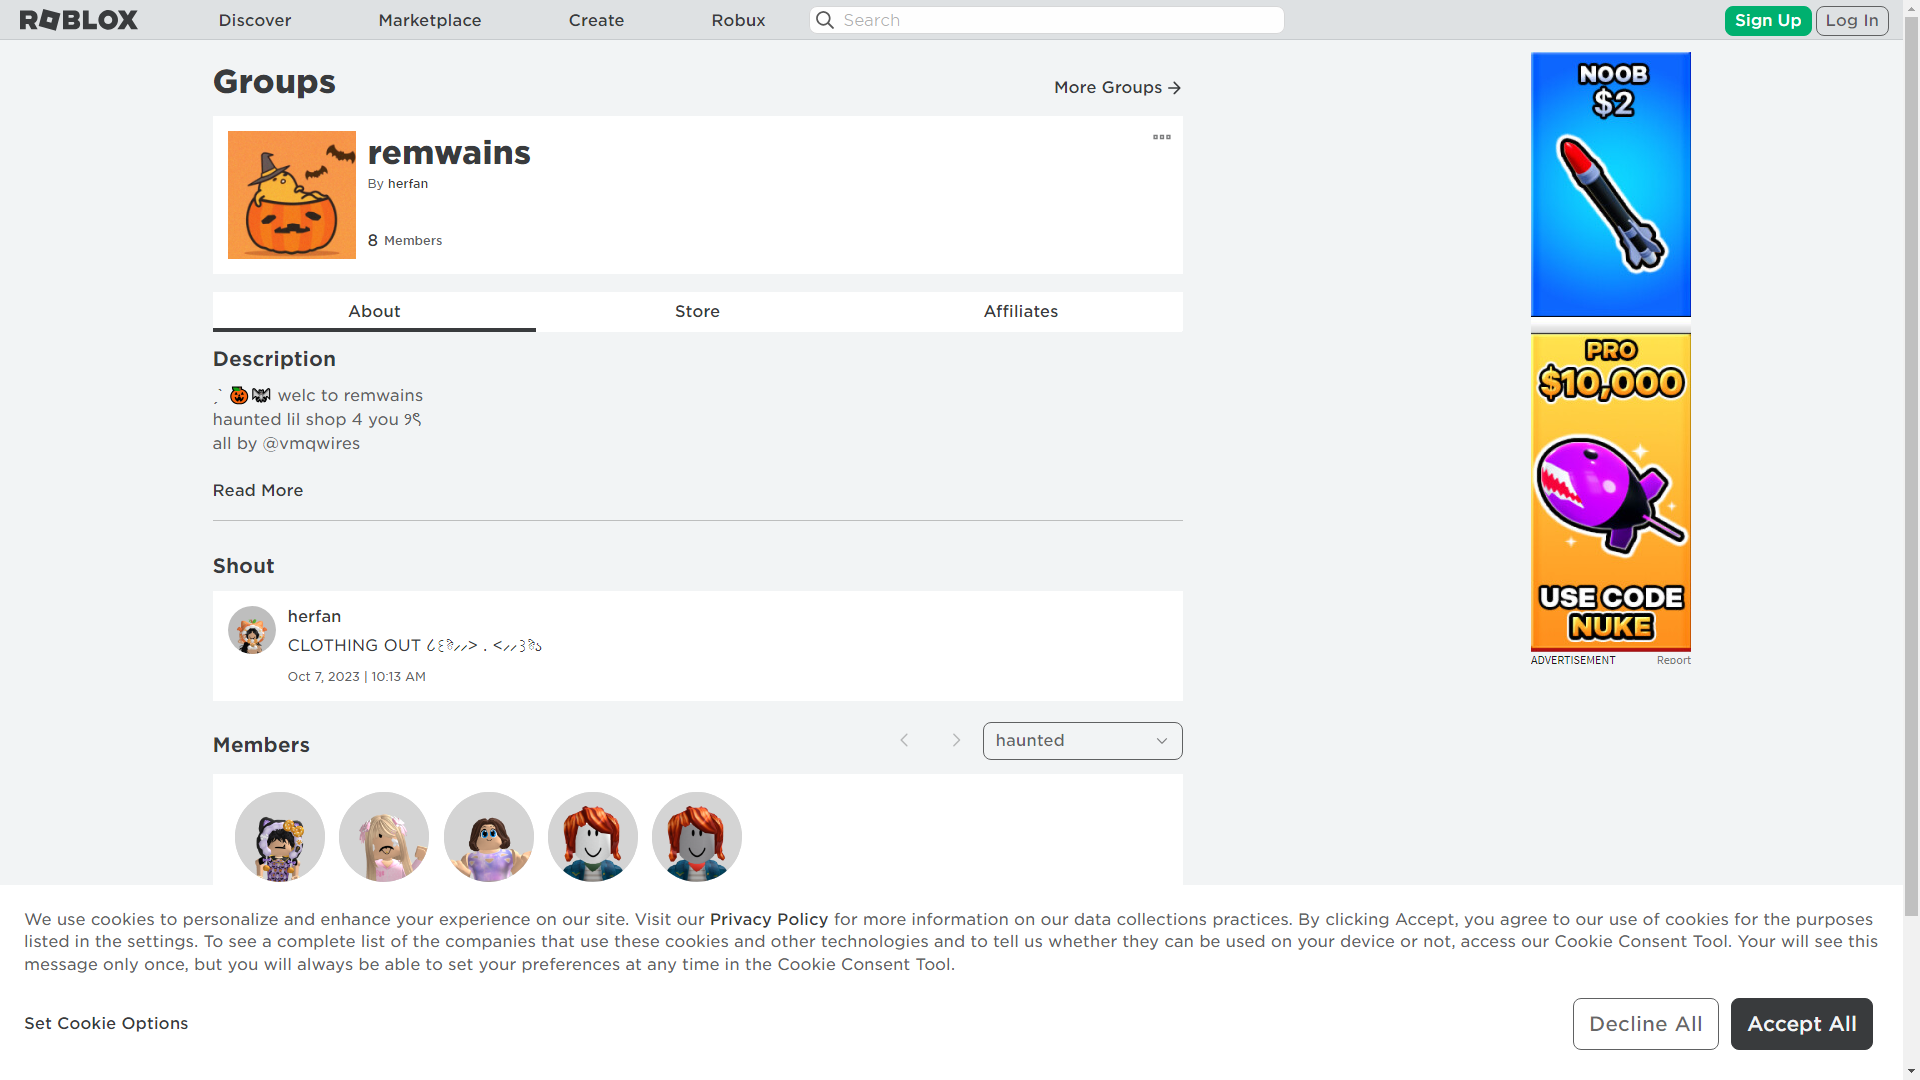 ROBLOX Discover Marketplace Create Robux Search Sign Up Log In
Groups
More Groups
remwains
By herfan
8 Members
About Store Affiliates
Description
🎃🦇 welc to remwains
haunted lil shop 4 you
all by @vmqwires
Read More
Shout
herfan
CLOTHING OUT
Oct 7, 2023 | 10:13 AM
Members
haunted
NOOB
$2
PRO
$10,000
USE CODE
NUKE
ADVERTISEMENT Report
We use cookies to personalize and enhance your experience on our site. Visit our Privacy Policy for more information on our data collections practices. By clicking Accept, you agree to our use of cookies for the purposes
listed in the settings. To see a complete list of the companies that use these cookies and other technologies and to tell us whether they can be used on your device or not, access our Cookie Consent Tool. Your will see this
message only once, but you will always be able to set your preferences at any time in the Cookie Consent Tool.
Set Cookie Options
Decline All
Accept All